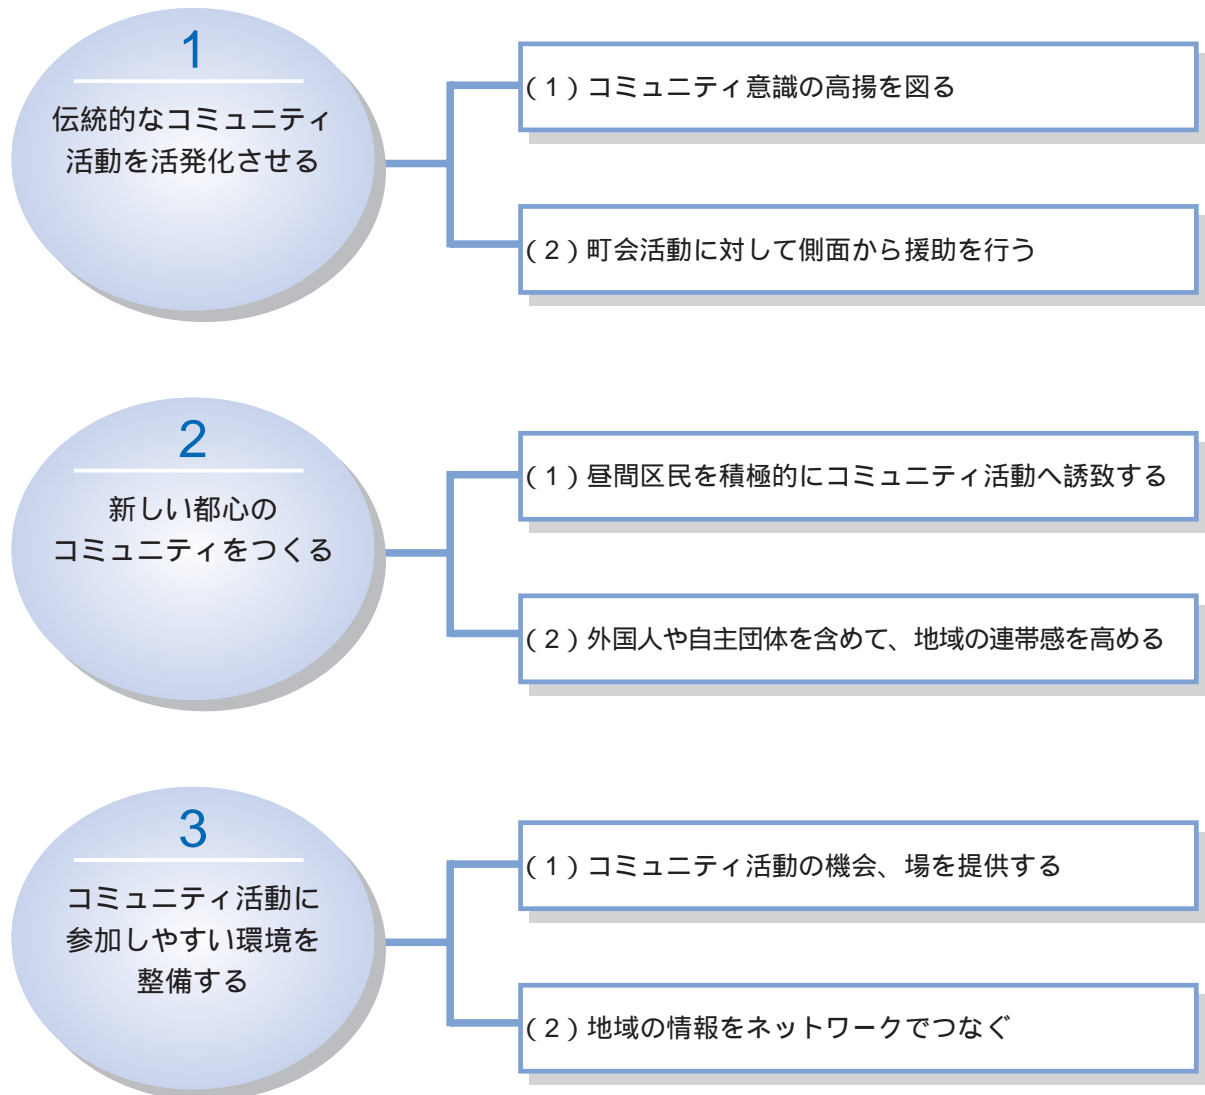 1
伝統的なコミュニティ
活動を活発化させる
(1)コミュニティ意識の高揚を図る
(2)町会活動に対して側面から援助を行う
2
新しい都心の
コミュニティをつくる
(1)昼間区民を積極的にコミュニティ活動へ誘致する
(2)外国人や自主団体を含めて、地域の連帯感を高める
3
コミュニティ活動に
参加しやすい環境を
整備する
(1)コミュニティ活動の機会、場を提供する
(2)地域の情報をネットワークでつなぐ